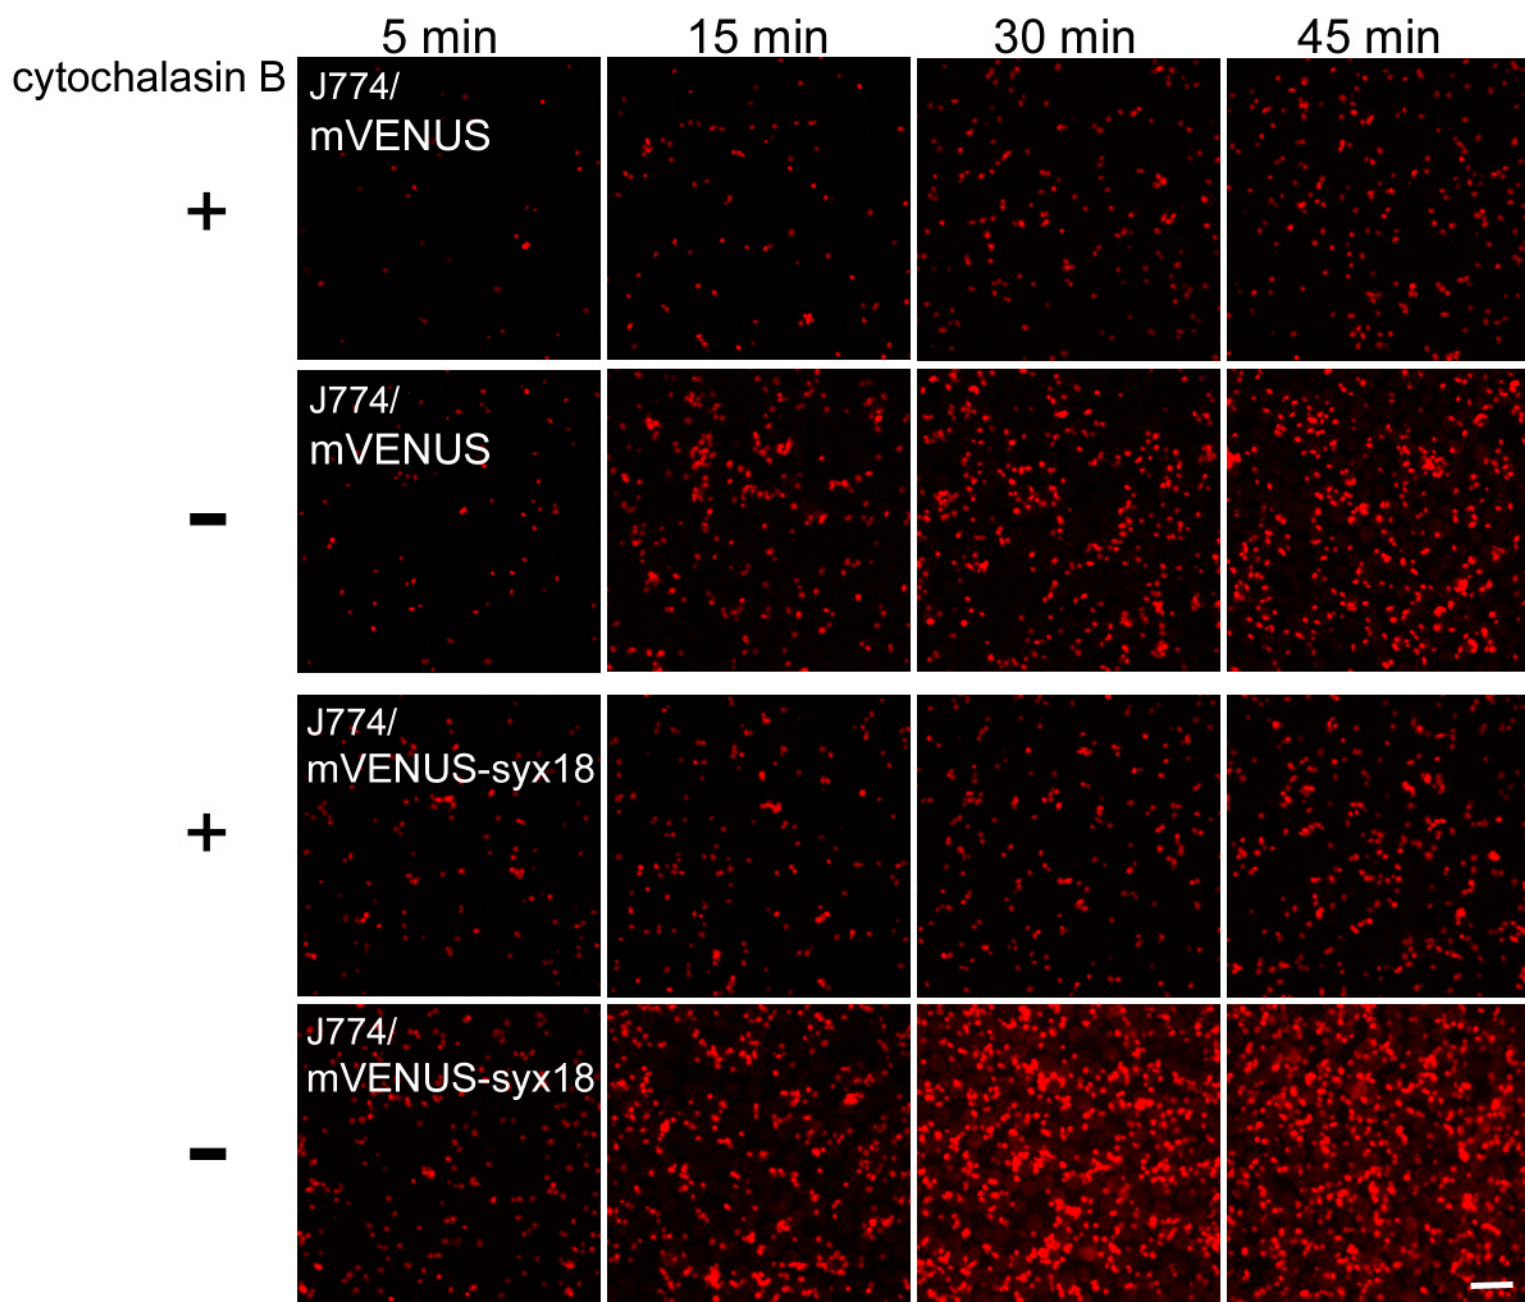 5 min 15 min 30 min 45 min
cytochalasin B
J774/
mVENUS
+
J774/
mVENUS
-
J774/
mVENUS-syx18
+
J774/
mVENUS-syx18
-